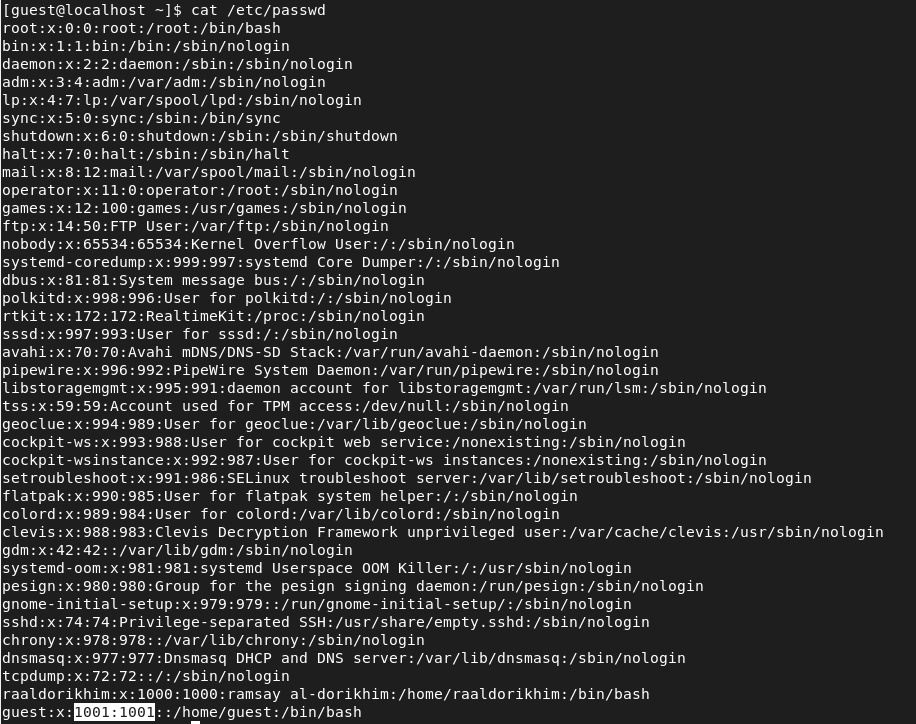 [guest@localhost ~]$ cat /etc/passwd
root:x:0:0:root:/root:/bin/bash
bin:x:1:1:bin:/bin:/sbin/nologin
daemon:x:2:2:daemon:/sbin:/sbin/nologin
adm:x:3:4:adm:/var/adm:/sbin/nologin
lp:x:4:7:lp:/var/spool/lpd:/sbin/nologin
sync:x:5:0:sync:/sbin:/bin/sync
shutdown:x:6:0:shutdown:/sbin:/sbin/shutdown
halt:x:7:0:halt:/sbin:/sbin/halt
mail:x:8:12:mail:/var/spool/mail:/sbin/nologin
operator:x:11:0:operator:/root:/sbin/nologin
games:x:12:100:games:/usr/games:/sbin/nologin
ftp:x:14:50:FTP User:/var/ftp:/sbin/nologin
nobody:x:65534:65534:Kernel Overflow User:/:/sbin/nologin
systemd-coredump:x:999:997:systemd Core Dumper:/:/sbin/nologin
dbus:x:81:81:System message bus:/:/sbin/nologin
polkitd:x:998:996:User for polkitd:/:/sbin/nologin
rtkit:x:172:172:RealtimeKit:/proc:/sbin/nologin
sssd:x:997:993:User for sssd:/:/sbin/nologin
avahi:x:70:70:Avahi mDNS/DNS-SD Stack:/var/run/avahi-daemon:/sbin/nologin
pipewire:x:996:992:PipeWire System Daemon:/var/run/pipewire:/sbin/nologin
libstoragemgmt:x:995:991:daemon account for libstoragemgmt:/var/run/lsm:/sbin/nologin
tss:x:59:59:Account used for TPM access:/dev/null:/sbin/nologin
geoclue:x:994:989:User for geoclue:/var/lib/geoclue:/sbin/nologin
cockpit-ws:x:993:988:User for cockpit web service:/nonexisting:/sbin/nologin
cockpit-wsinstance:x:992:987:User for cockpit-ws instances:/nonexisting:/sbin/nologin
setroubleshoot:x:991:986:SELinux troubleshoot server:/var/lib/setroubleshoot:/sbin/nologin
flatpak:x:990:985:User for flatpak system helper:/:/sbin/nologin
colord:x:989:984:User for colord:/var/lib/colord:/sbin/nologin
clevis:x:988:983:Clevis Decryption Framework unprivileged user:/var/cache/clevis:/usr/sbin/nologin
gdm:x:42:42::/var/lib/gdm:/sbin/nologin
systemd-oom:x:981:981:systemd Userspace OOM Killer:/:/usr/sbin/nologin
pesign:x:980:980:Group for the pesign signing daemon:/run/pesign:/sbin/nologin
gnome-initial-setup:x:979:979::/run/gnome-initial-setup/:/sbin/nologin
sshd:x:74:74:Privilege-separated SSH:/usr/share/empty.sshd:/sbin/nologin
chrony:x:978:978::/var/lib/chrony:/sbin/nologin
dnsmasq:x:977:977:Dnsmasq DHCP and DNS server:/var/lib/dnsmasq:/sbin/nologin
tcpdump:x:72:72::/:/sbin/nologin
raaldorikhim:x:1000:1000:ramsay al-dorikhim:/home/raaldorikhim:/bin/bash
guest:x:1001:1001::/home/guest:/bin/bash